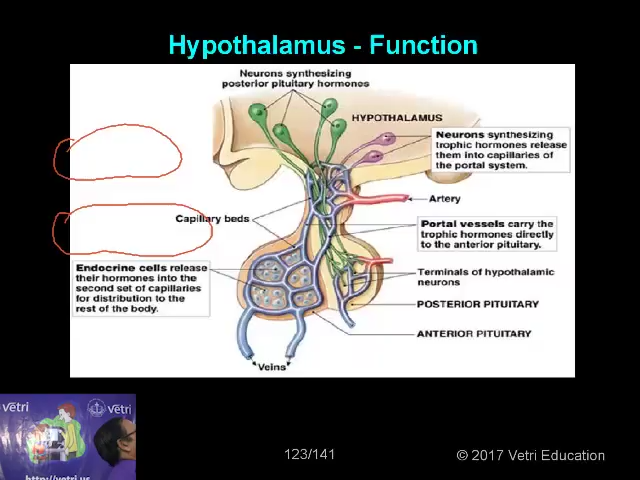 Hypothalamus - Function
Neurons synthesizing
posterior pituitary hormones
HYPOTHALAMUS
Neurons synthesizing
trophic hormones release
them into capillaries of
the portal system.
Artery
Capillary beds
Portal vessels carry the
trophic hormones directly
to the anterior pituitary.
Endocrine cells release
their hormones into the
second set of capillaries
for distribution to the
rest of the body.
Terminals of hypothalamic
neurons
POSTERIOR PITUITARY
ANTERIOR PITUITARY
Veins
Vetri
Vetri
http://vetri.us
123/141
© 2017 Vetri Education